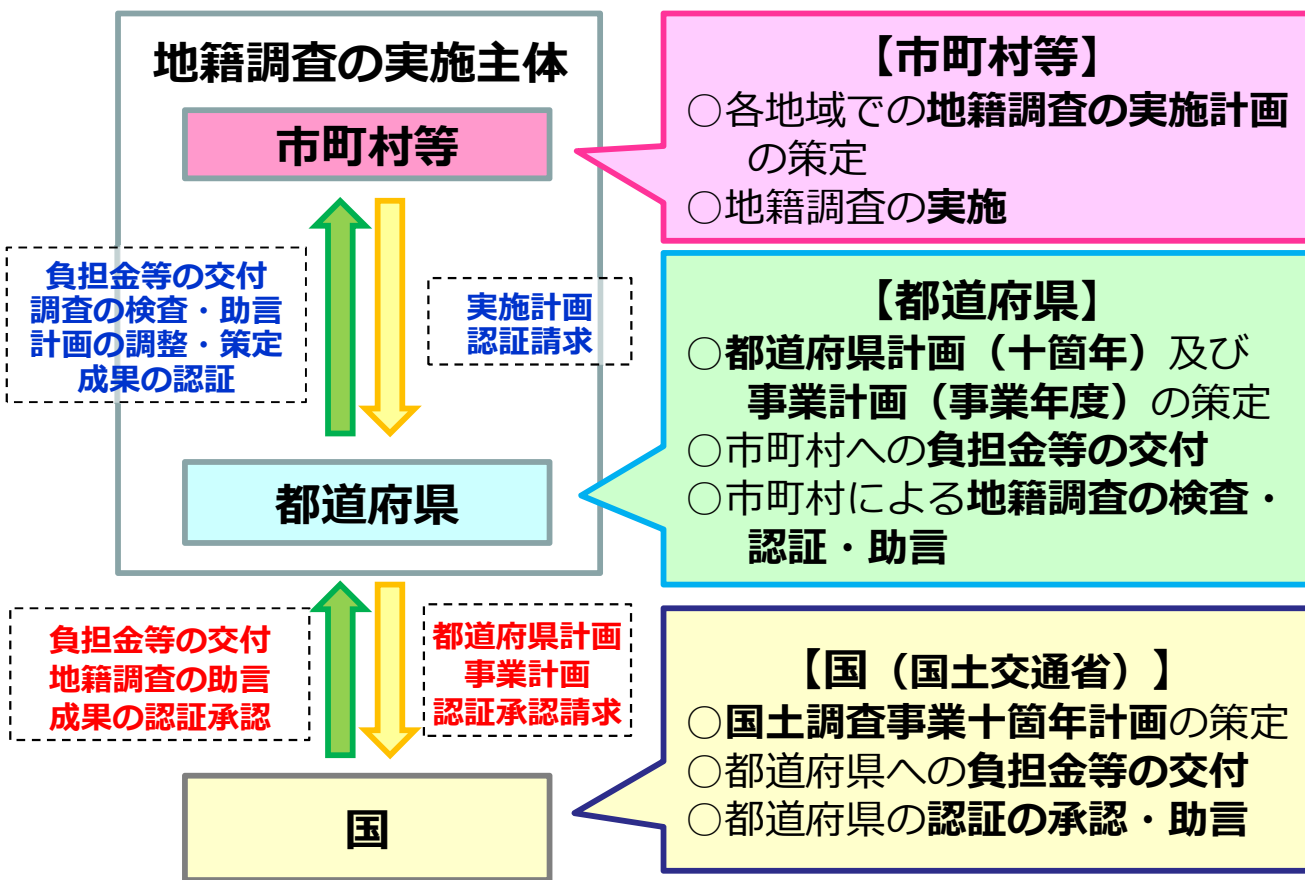 地籍調査の実施主体
市町村等
負担金等の交付
調査の検査・助言
計画の調整・策定
成果の認証
実施計画
認証請求
都道府県
負担金等の交付
地籍調査の助言
成果の認証承認
都道府県計画
事業計画
認証承認請求
国
【市町村等】
○各地域での地籍調査の実施計画
の策定
○地籍調査の実施
【都道府県】
○都道府県計画（十箇年）及び
事業計画（事業年度）の策定
○市町村への負担金等の交付
○市町村による地籍調査の検査・
認証・助言
【国（国土交通省）】
○国土調査事業十箇年計画の策定
○都道府県への負担金等の交付
○都道府県の認証の承認・助言